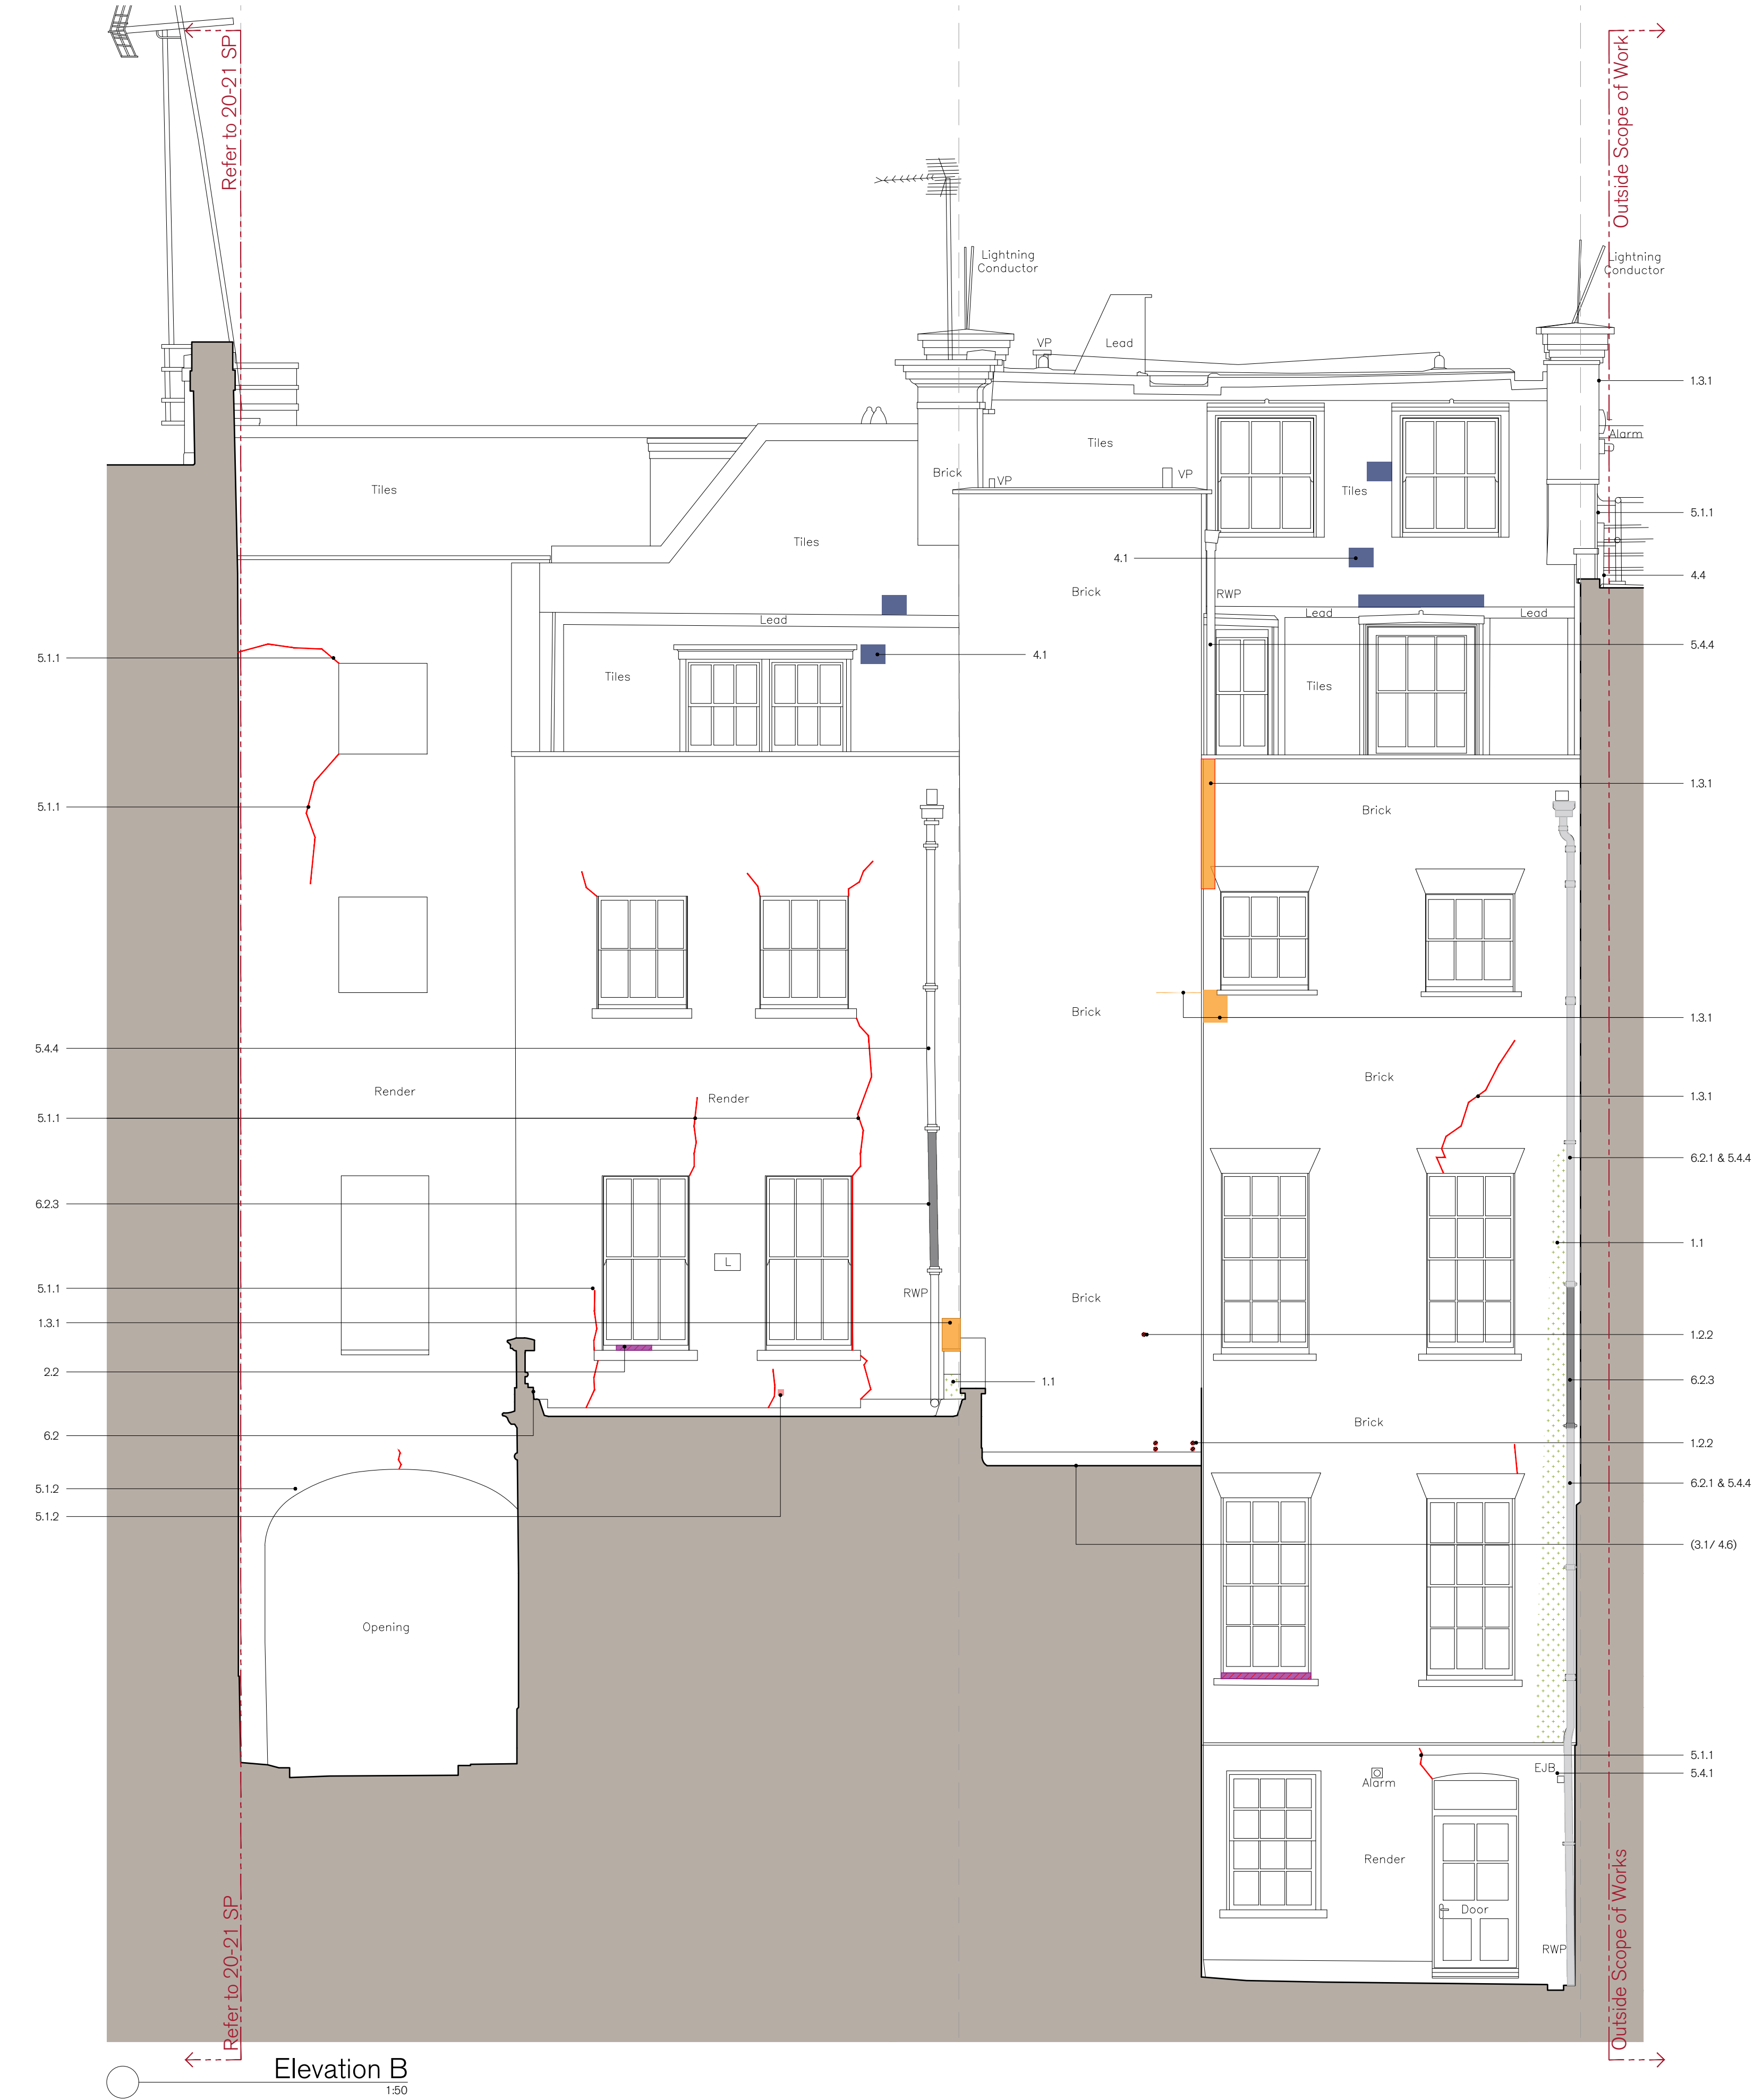 Refer to 20-21 SP
Outside Scope of Work
Lightning
Conductor
Lightning
Conductor
VP
Lead
1.3.1
Alarm
Tiles
Brick
VP
VP
Tiles
Tiles
5.1.1
Tiles
4.1
4.4
Brick
RWP
Lead
Lead
Lead
5.4.4
5.1.1
4.1
Tiles
Tiles
1.3.1
5.1.1
Brick
Brick
1.3.1
5.4.4
Brick
Render
Render
1.3.1
5.1.1
6.2.1 & 5.4.4
6.2.3
1.1
L
5.1.1
RWP
Brick
1.3.1
1.2.2
2.2
1.1
6.2.3
6.2
Brick
1.2.2
5.1.2
6.2.1 & 5.4.4
5.1.2
(3.1/ 4.6)
Opening
5.1.1
EJB
5.4.1
Alarm
Render
Door
RWP
Refer to 20-21 SP
Outside Scope of Works
Elevation B
1:50